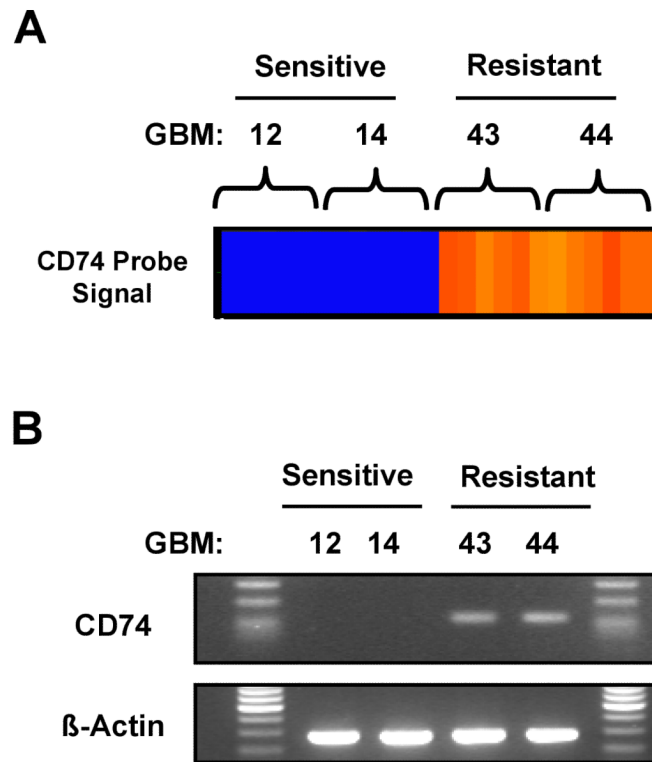 A
Sensitive Resistant
GBM: 12 14 43 44
CD74 Probe
Signal
B
Sensitive Resistant
GBM: 12 14 43 44
CD74
ß-Actin